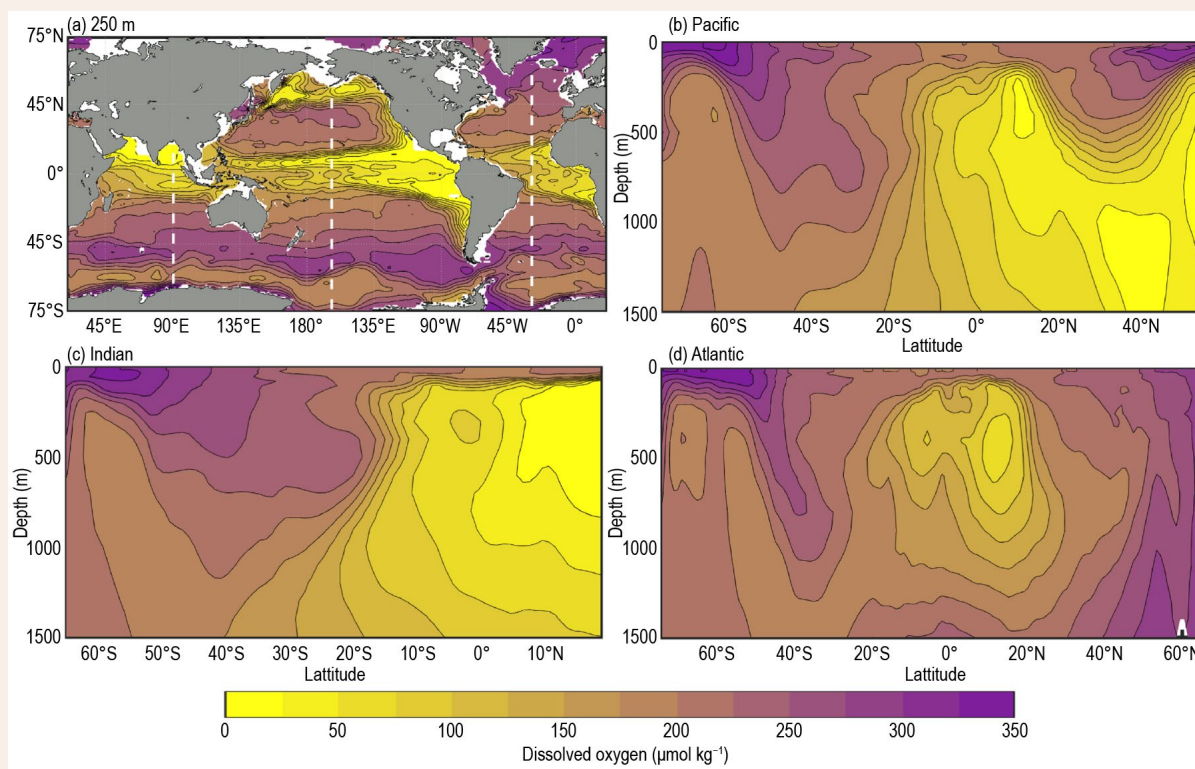 (a) 250 m
75°N
45°N
0°
45°S
75°S
45°E 90°E 135°E 180° 135°E 90°W 45°W 0°
(b) Pacific
0
500
1000
1500
Depth (m)
60°S 40°S 20°S 0° 20°N 40°N
Lattitude
(c) Indian
0
500
1000
1500
Depth (m)
60°S 50°S 40°S 30°S 20°S 10°S 0° 10°N
Lattitude
(d) Atlantic
0
500
1000
1500
Depth (m)
60°S 40°S 20°S 0° 20°N 40°N 60°N
Lattitude
0 50 100 150 200 250 300 350
Dissolved oxygen (µmol kg⁻¹)